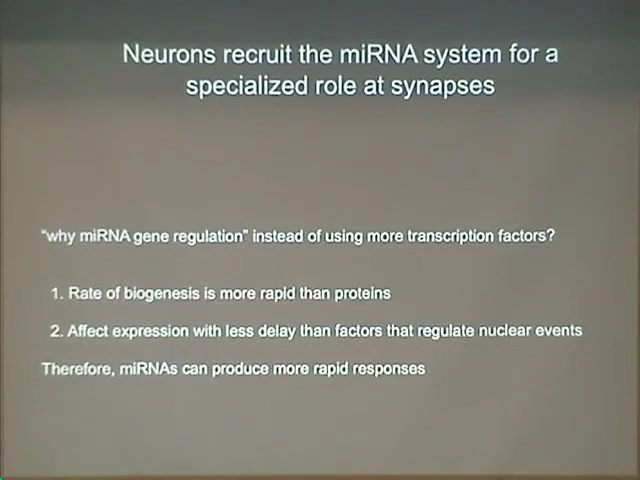 Neurons recruit the miRNA system for a
specialized role at synapses
"why miRNA gene regulation" instead of using more transcription factors?
1. Rate of biogenesis is more rapid than proteins
2. Affect expression with less delay than factors that regulate nuclear events
Therefore, miRNAs can produce more rapid responses